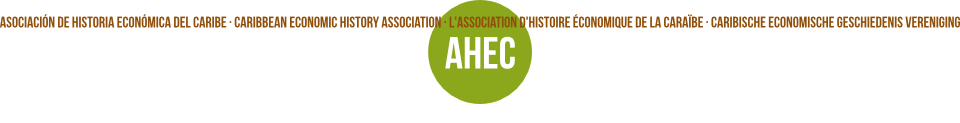 ASOCIACIÓN DE HISTORIA ECONÓMICA DEL CARIBE · CARIBBEAN ECONOMIC HISTORY ASSOCIATION · L'ASSOCIATION D'HISTOIRE ÉCONOMIQUE DE LA CARAÏBE · CARIBISCHE ECONOMISCHE GESCHIEDENIS VERENIGING
AHEC